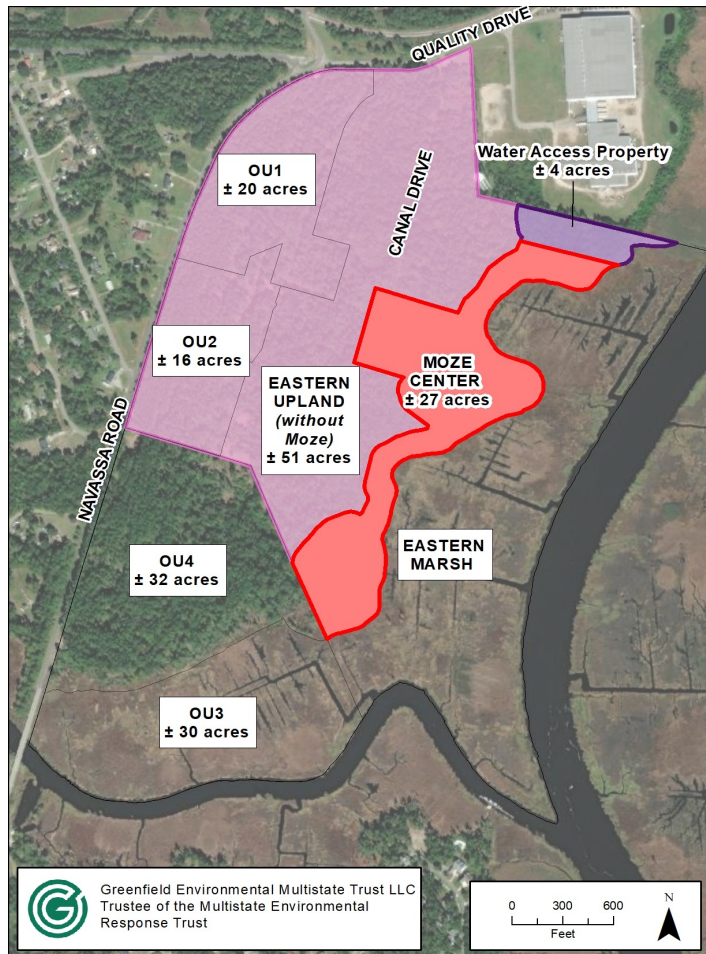 QUALITY DRIVE
Water Access Property
± 4 acres
OU1
± 20 acres
CANAL DRIVE
OU2
± 16 acres
MOZE
CENTER
± 27 acres
EASTERN
UPLAND
(without
Moze)
± 51 acres
NAVASSA ROAD
EASTERN
MARSH
OU4
± 32 acres
OU3
± 30 acres
Greenfield Environmental Multistate Trust LLC
Trustee of the Multistate Environmental
Response Trust
N
0 300 600
Feet